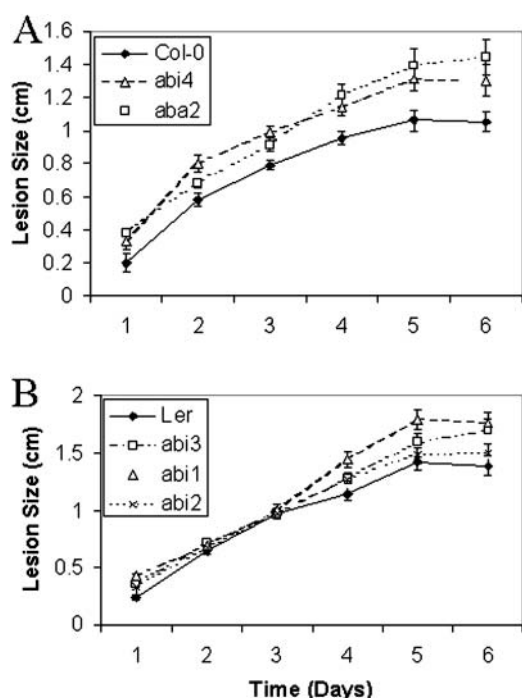 A
Lesion Size (cm)
1.6
1.4
1.2
1
0.8
0.6
0.4
0.2
0
Col-0
abi4
aba2
1 2 3 4 5 6
B
Lesion Size (cm)
2
1.5
1
0.5
0
Ler
abi3
abi1
abi2
1 2 3 4 5 6
Time (Days)